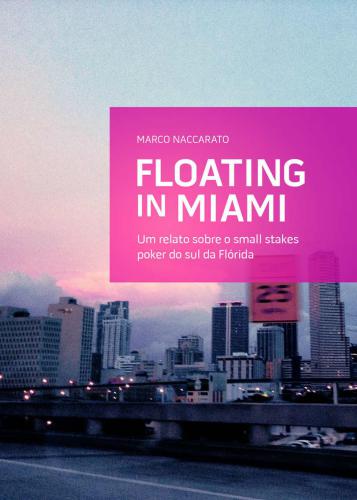 MARCO NACCARATO
FLOATING
IN MIAMI
Um relato sobre o small stakes
poker do sul da Flórida
25